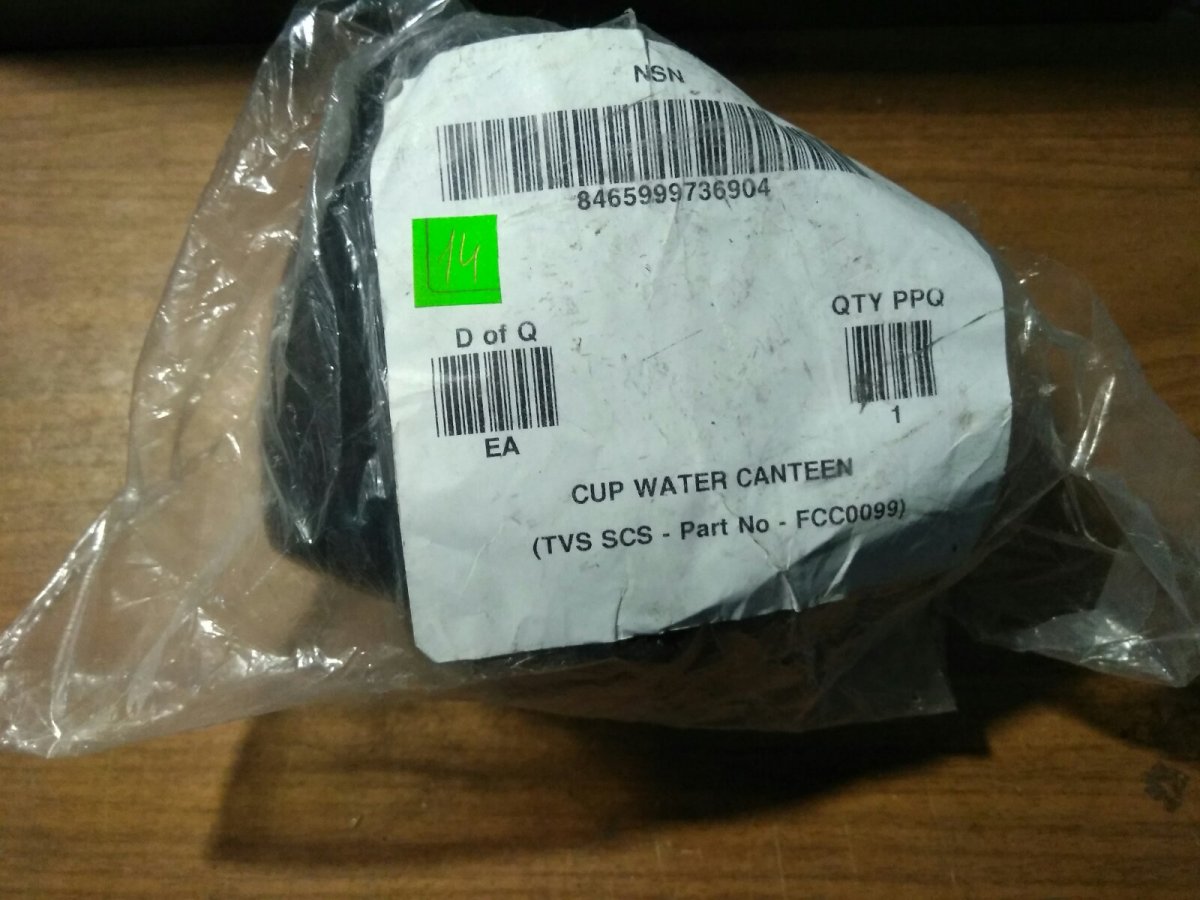 NSN
8465999736904
14
D of Q
QTY PPQ
EA
1
CUP WATER CANTEEN
(TVS SCS - Part No - FCC0099)